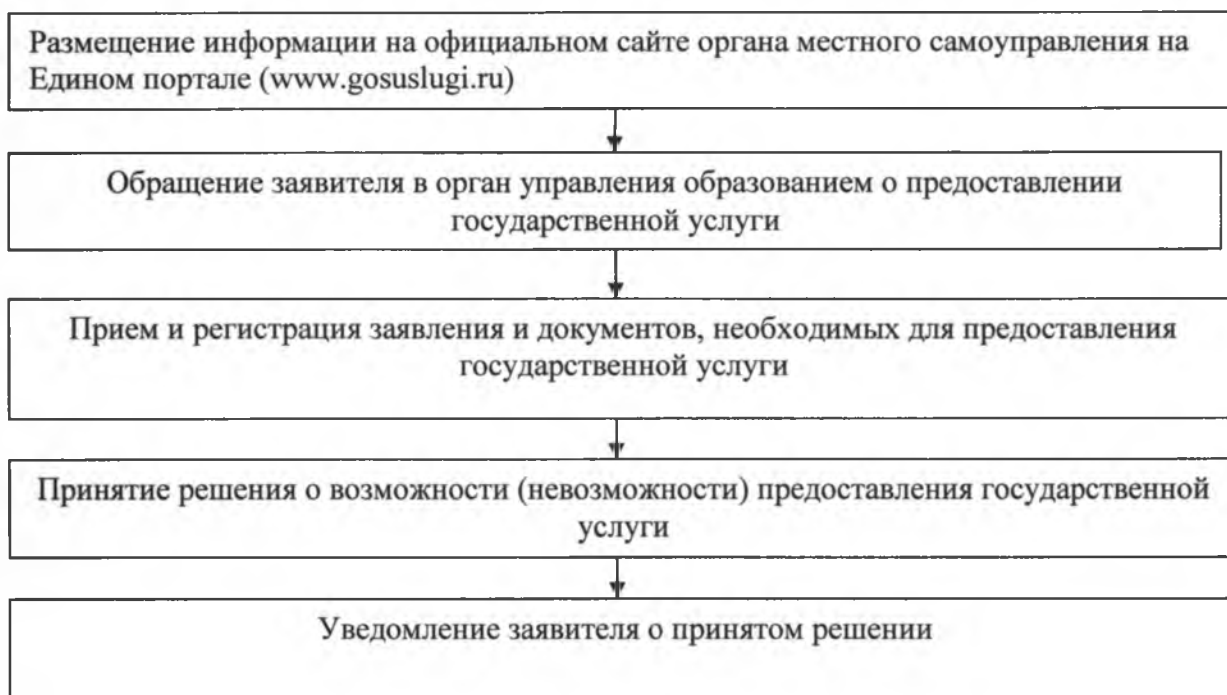 Размещение информации на официальном сайте органа местного самоуправления на
Едином портале (www.gosuslugi.ru)
Обращение заявителя в орган управления образованием о предоставлении
государственной услуги
Прием и регистрация заявления и документов, необходимых для предоставления
государственной услуги
Принятие решения о возможности (невозможности) предоставления государственной
услуги
Уведомление заявителя о принятом решении